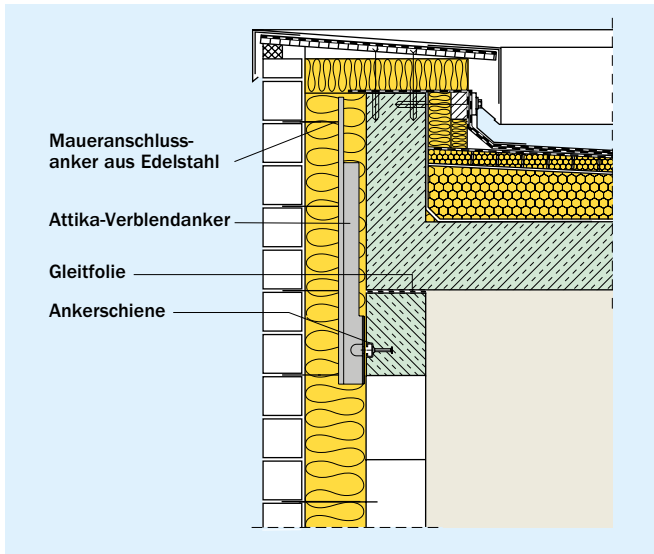 Maueranschluss-
anker aus Edelstahl
Attika-Verblendanker
Gleitfolie
Ankerschiene